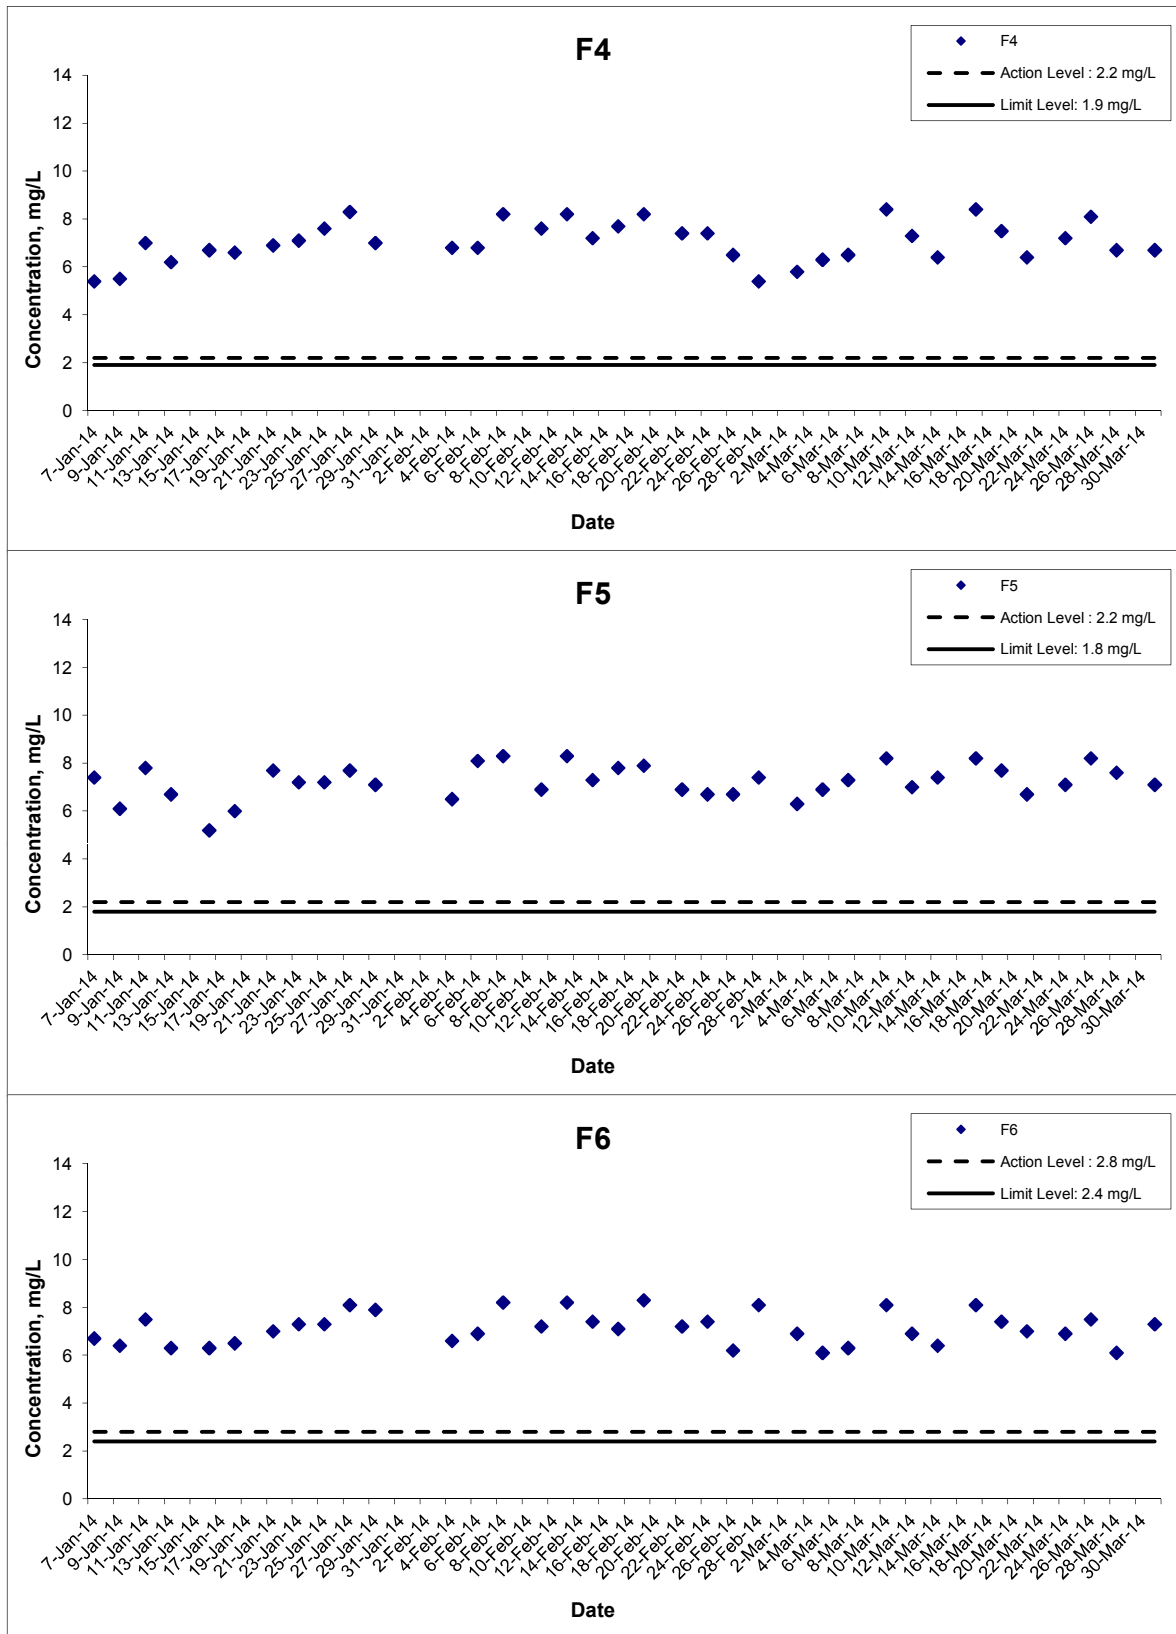 F4
F4
Action Level : 2.2 mg/L
Limit Level: 1.9 mg/L
Concentration, mg/L
14
12
10
8
6
4
2
0
7-Jan-14
9-Jan-14
11-Jan-14
13-Jan-14
15-Jan-14
17-Jan-14
19-Jan-14
21-Jan-14
23-Jan-14
25-Jan-14
27-Jan-14
29-Jan-14
31-Jan-14
2-Feb-14
4-Feb-14
6-Feb-14
8-Feb-14
10-Feb-14
12-Feb-14
14-Feb-14
16-Feb-14
18-Feb-14
20-Feb-14
22-Feb-14
24-Feb-14
26-Feb-14
28-Feb-14
2-Mar-14
4-Mar-14
6-Mar-14
8-Mar-14
10-Mar-14
12-Mar-14
14-Mar-14
16-Mar-14
18-Mar-14
20-Mar-14
22-Mar-14
24-Mar-14
26-Mar-14
28-Mar-14
30-Mar-14
Date
F5
F5
Action Level : 2.2 mg/L
Limit Level: 1.8 mg/L
Concentration, mg/L
14
12
10
8
6
4
2
0
7-Jan-14
9-Jan-14
11-Jan-14
13-Jan-14
15-Jan-14
17-Jan-14
19-Jan-14
21-Jan-14
23-Jan-14
25-Jan-14
27-Jan-14
29-Jan-14
31-Jan-14
2-Feb-14
4-Feb-14
6-Feb-14
8-Feb-14
10-Feb-14
12-Feb-14
14-Feb-14
16-Feb-14
18-Feb-14
20-Feb-14
22-Feb-14
24-Feb-14
26-Feb-14
28-Feb-14
2-Mar-14
4-Mar-14
6-Mar-14
8-Mar-14
10-Mar-14
12-Mar-14
14-Mar-14
16-Mar-14
18-Mar-14
20-Mar-14
22-Mar-14
24-Mar-14
26-Mar-14
28-Mar-14
30-Mar-14
Date
F6
F6
Action Level : 2.8 mg/L
Limit Level: 2.4 mg/L
Concentration, mg/L
14
12
10
8
6
4
2
0
7-Jan-14
9-Jan-14
11-Jan-14
13-Jan-14
15-Jan-14
17-Jan-14
19-Jan-14
21-Jan-14
23-Jan-14
25-Jan-14
27-Jan-14
29-Jan-14
31-Jan-14
2-Feb-14
4-Feb-14
6-Feb-14
8-Feb-14
10-Feb-14
12-Feb-14
14-Feb-14
16-Feb-14
18-Feb-14
20-Feb-14
22-Feb-14
24-Feb-14
26-Feb-14
28-Feb-14
2-Mar-14
4-Mar-14
6-Mar-14
8-Mar-14
10-Mar-14
12-Mar-14
14-Mar-14
16-Mar-14
18-Mar-14
20-Mar-14
22-Mar-14
24-Mar-14
26-Mar-14
28-Mar-14
30-Mar-14
Date